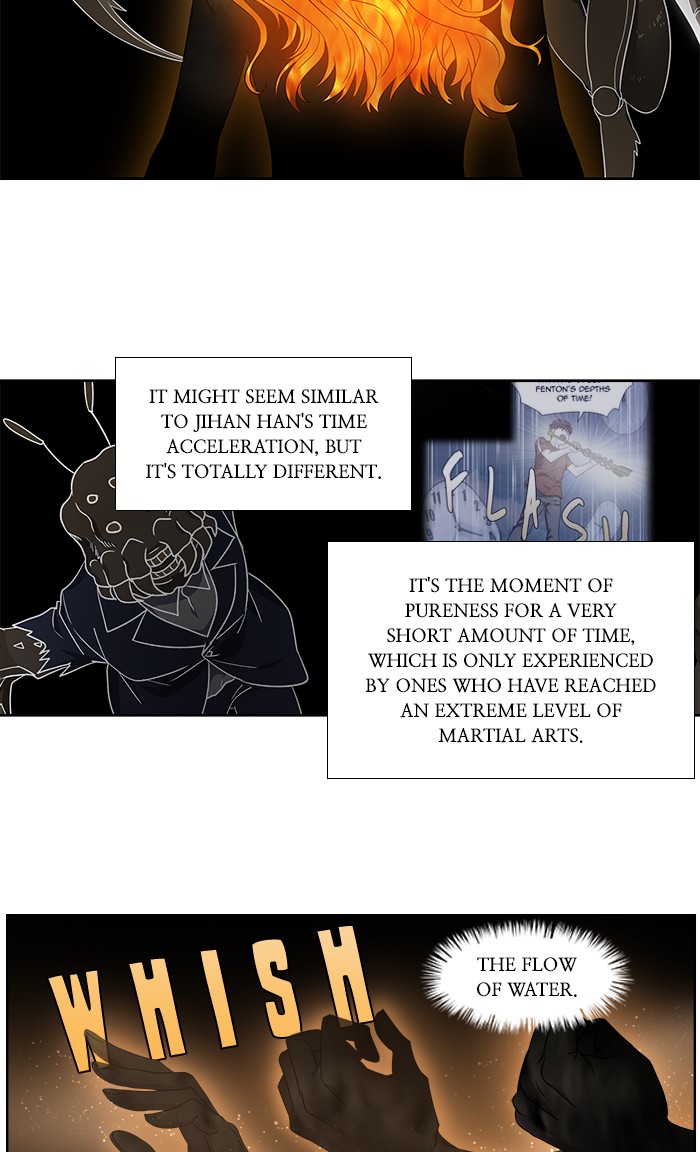 IT MIGHT SEEM SIMILAR
TO JIHAN HAN'S TIME
ACCELERATION, BUT
IT'S TOTALLY DIFFERENT.
FENTON'S DEPTHS
OF TIME!
FLASH
IT'S THE MOMENT OF
PURENESS FOR A VERY
SHORT AMOUNT OF TIME,
WHICH IS ONLY EXPERIENCED
BY ONES WHO HAVE REACHED
AN EXTREME LEVEL OF
MARTIAL ARTS.
WHISH
THE FLOW
OF WATER.